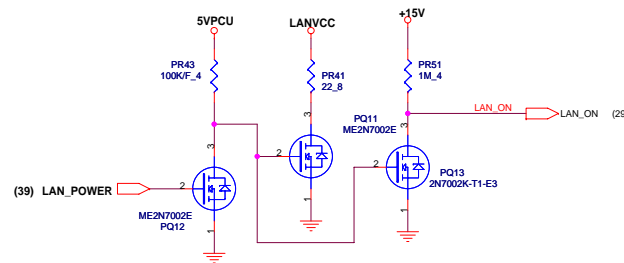 5VPCU
LANVCC
+15V
PR43
100K/F_4
PR41
22_8
PR51
1M_4
PQ11
ME2N7002E
LAN_ON
LAN_ON (29
3
3
3
2
2
2
PQ13
2N7002K-T1-E3
(39) LAN_POWER
ME2N7002E
PQ12
1
1
1